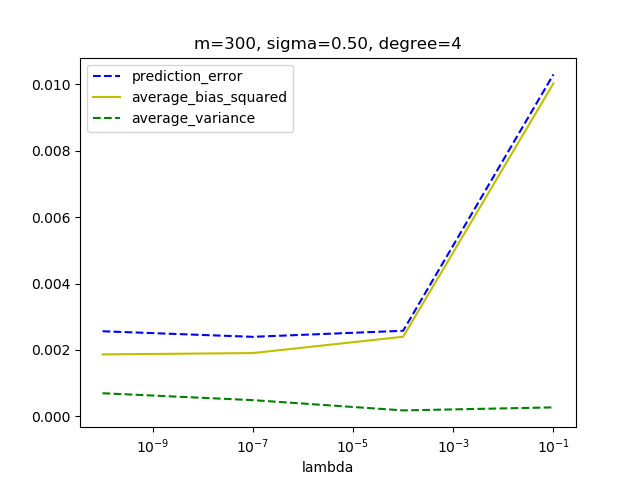 m=300, sigma=0.50, degree=4
prediction_error
average_bias_squared
average_variance
0.010
0.008
0.006
0.004
0.002
0.000
10⁻⁹ 10⁻⁷ 10⁻⁵ 10⁻³ 10⁻¹
lambda